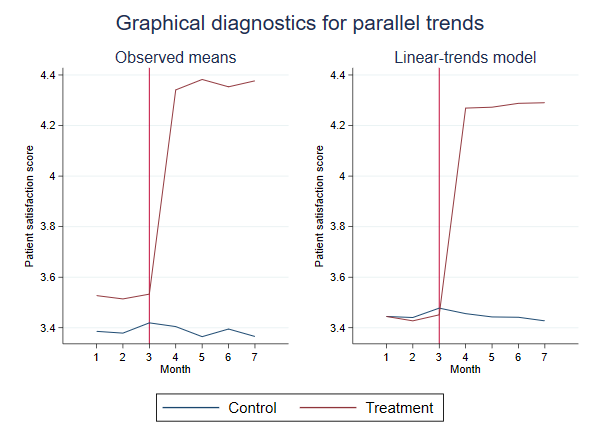 Graphical diagnostics for parallel trends
Observed means
Patient satisfaction score
4.4
4.2
4
3.8
3.6
3.4
1 2 3 4 5 6 7
Month
Linear-trends model
Patient satisfaction score
4.4
4.2
4
3.8
3.6
3.4
1 2 3 4 5 6 7
Month
Control Treatment